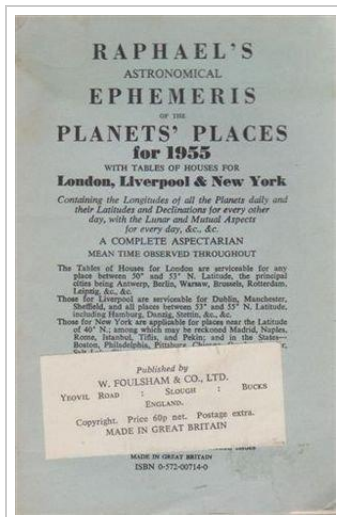 RAPHAEL'S
ASTRONOMICAL
EPHEMERIS
OF THE
PLANETS' PLACES
for 1955
WITH TABLES OF HOUSES FOR
London, Liverpool & New York
Containing the Longitudes of all the Planets daily and
their Latitudes and Declinations for every other
day, with the Lunar and Mutual Aspects
for every day, &c., &c.
A COMPLETE ASPECTARIAN
MEAN TIME OBSERVED THROUGHOUT
The Tables of Houses for London are serviceable for any
place between 50° and 53° N. Latitude, the principal
cities being Antwerp, Berlin, Warsaw, Brussels, Rotterdam,
Leipzig, &c., &c.
Those for Liverpool are serviceable for Dublin, Manchester,
Sheffield, and all places between 53° and 55° N. Latitude,
including Hamburg, Danzig, Stettin, &c., &c.
Those for New York are applicable for places near the Latitude
of 40° N.; among which may be reckoned Madrid, Naples,
Rome, Istanbul, Tiflis, and Pekin; and in the States—
Boston, Philadelphia, Pittsburg,
Published by
W. FOULSHAM & CO., LTD.
YEOVIL ROAD : SLOUGH : BUCKS
ENGLAND.
Copyright. Price 60p net. Postage extra.
MADE IN GREAT BRITAIN
MADE IN GREAT BRITAIN
ISBN 0-572-00714-0